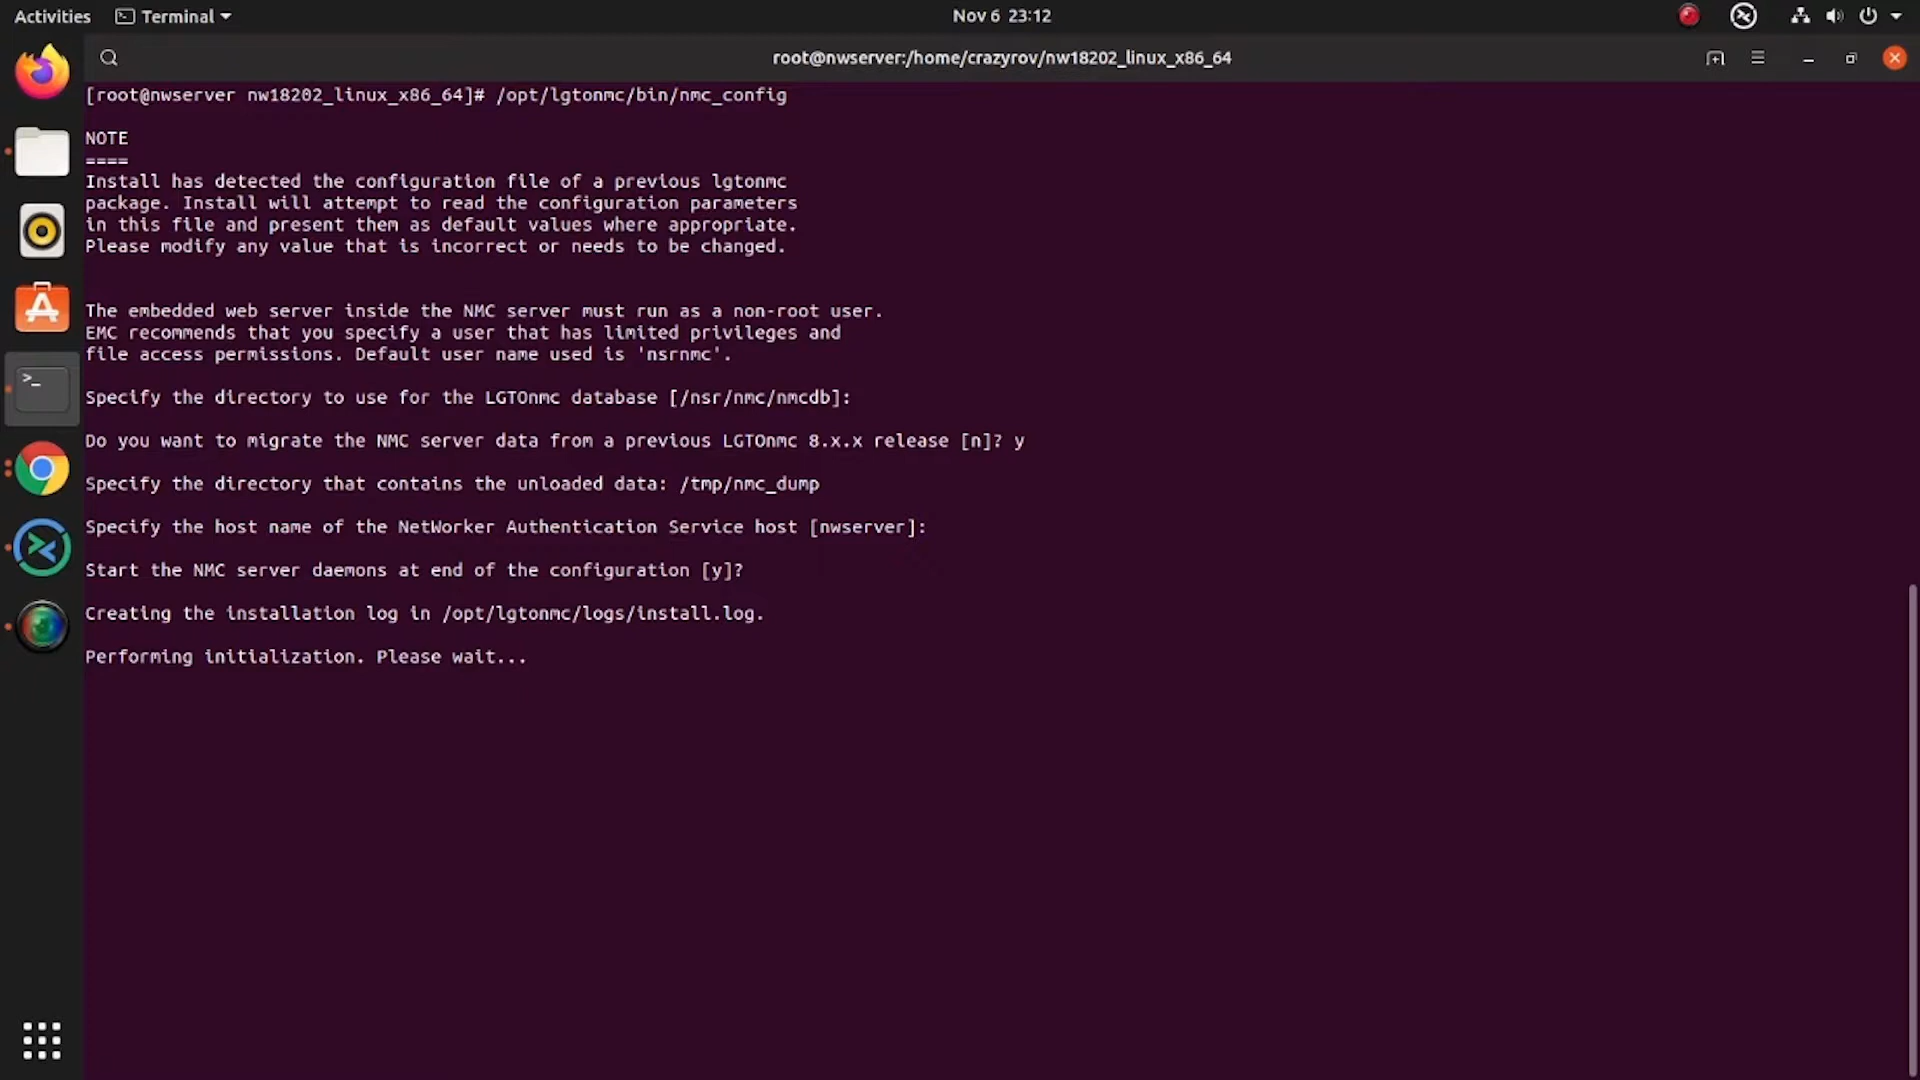 Activities
Terminal
Nov 6 23:12
root@nwserver:/home/crazyrov/nw18202_linux_x86_64
[root@nwserver nw18202_linux_x86_64]# /opt/lgtonmc/bin/nmc_config
NOTE
====
Install has detected the configuration file of a previous lgtonmc
package. Install will attempt to read the configuration parameters
in this file and present them as default values where appropriate.
Please modify any value that is incorrect or needs to be changed.
The embedded web server inside the NMC server must run as a non-root user.
EMC recommends that you specify a user that has limited privileges and
file access permissions. Default user name used is 'nsrnmc'.
Specify the directory to use for the LGTOnmc database [/nsr/nmc/nmcdb]:
Do you want to migrate the NMC server data from a previous LGTOnmc 8.x.x release [n]? y
Specify the directory that contains the unloaded data: /tmp/nmc_dump
Specify the host name of the NetWorker Authentication Service host [nwserver]:
Start the NMC server daemons at end of the configuration [y]?
Creating the installation log in /opt/lgtonmc/logs/install.log.
Performing initialization. Please wait...